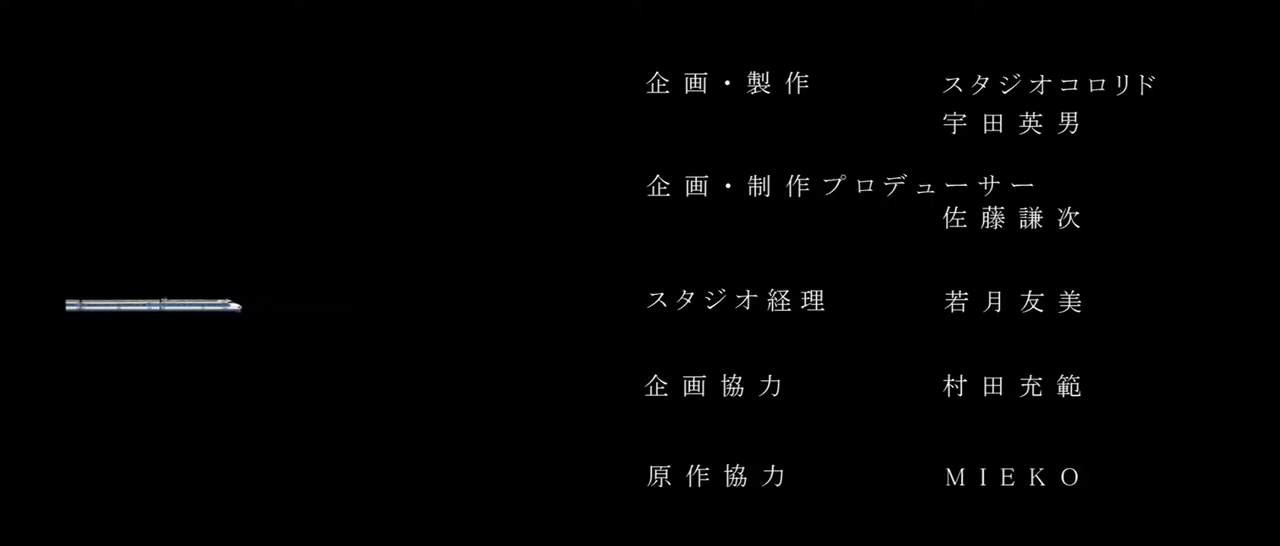 企画・製作 スタジオコロリド
宇田英男
企画・制作プロデューサー
佐藤謙次
スタジオ経理 若月友美
企画協力 村田充範
原作協力 MIEKO